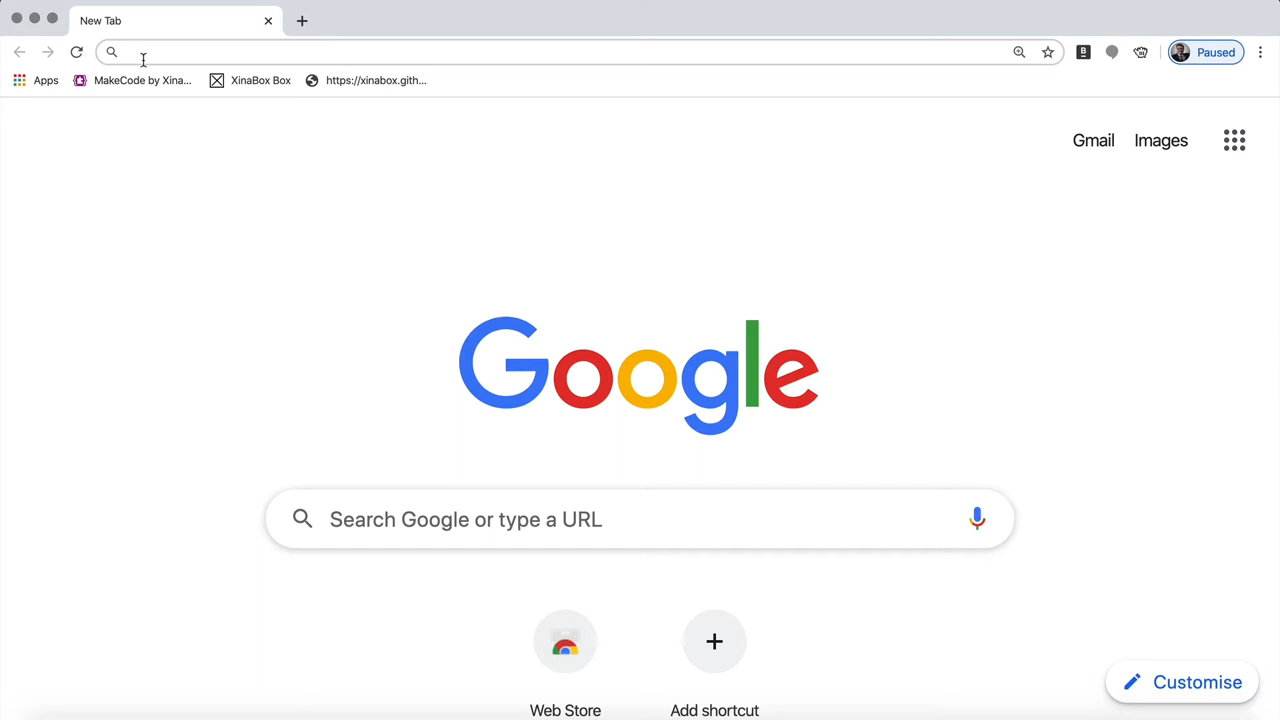 New Tab
Paused
Apps
MakeCode by Xina...
XinaBox Box
https://xinabox.gith...
Gmail
Images
Google
Search Google or type a URL
Web Store
Add shortcut
Customise